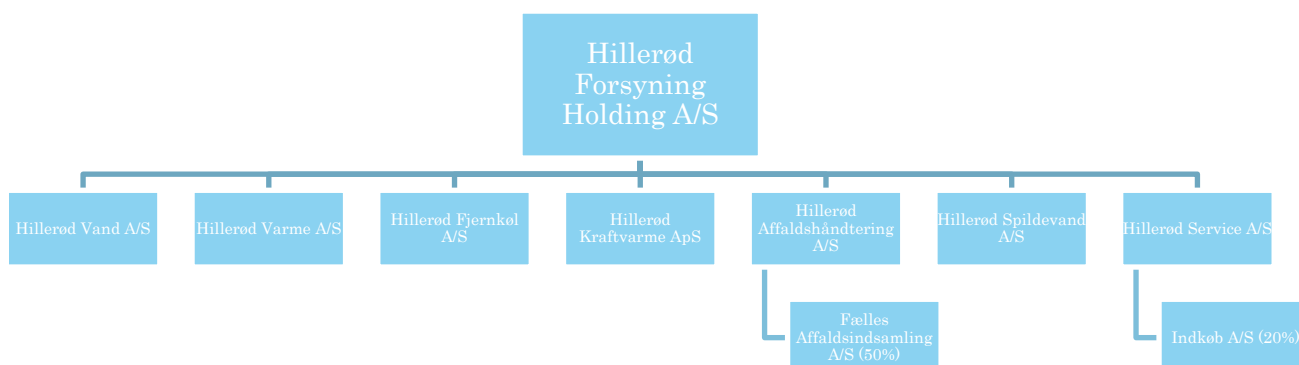 Hillerød
Forsyning
Holding A/S
Hillerød Vand A/S
Hillerød Varme A/S
Hillerød Fjernkøl
A/S
Hillerød
Kraftvarme ApS
Hillerød
Affaldshåndtering
A/S
Hillerød Spildevand
A/S
Hillerød Service A/S
Fælles
Affaldsindsamling
A/S (50%)
Indkøb A/S (20%)